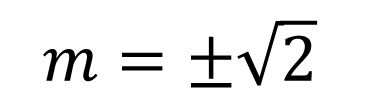 m = ±√2